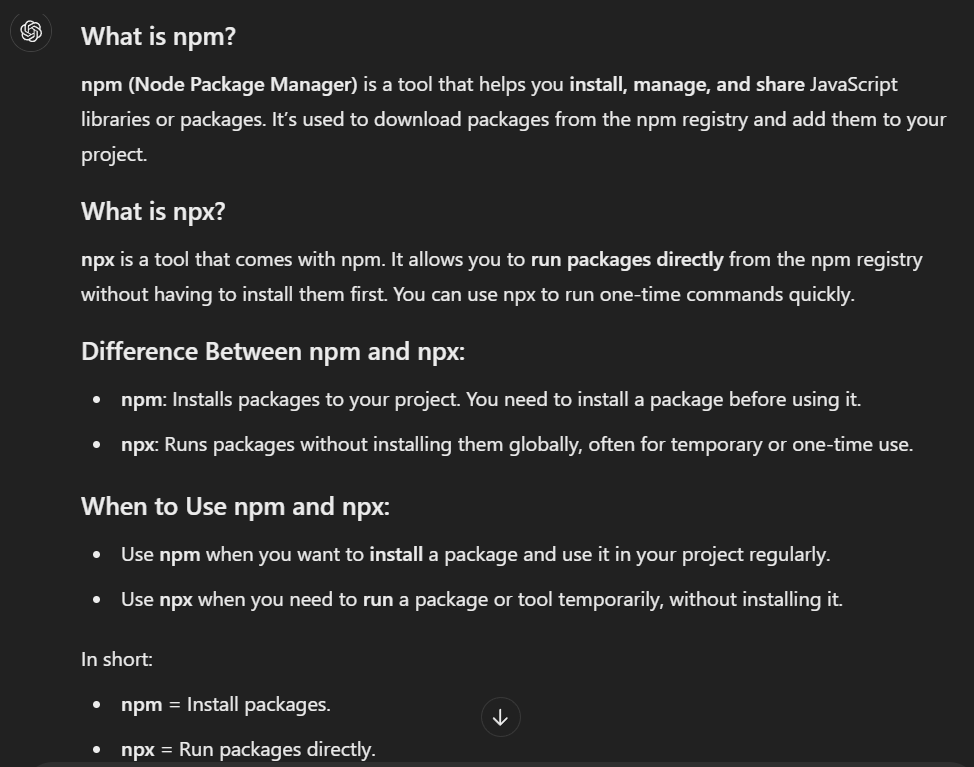 What is npm?
npm (Node Package Manager) is a tool that helps you install, manage, and share JavaScript
libraries or packages. It’s used to download packages from the npm registry and add them to your
project.
What is npx?
npx is a tool that comes with npm. It allows you to run packages directly from the npm registry
without having to install them first. You can use npx to run one-time commands quickly.
Difference Between npm and npx:
• npm: Installs packages to your project. You need to install a package before using it.
• npx: Runs packages without installing them globally, often for temporary or one-time use.
When to Use npm and npx:
• Use npm when you want to install a package and use it in your project regularly.
• Use npx when you need to run a package or tool temporarily, without installing it.
In short:
• npm = Install packages.
• npx = Run packages directly.